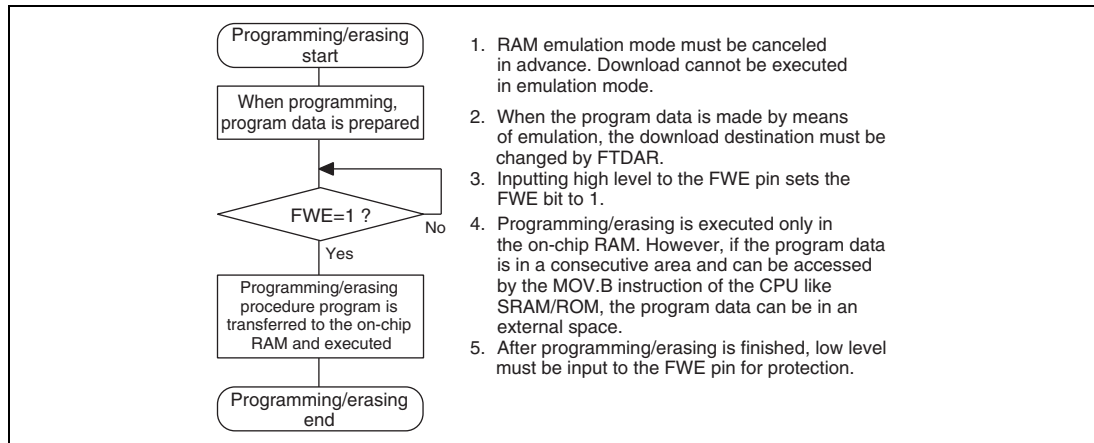 Programming/erasing
start
When programming,
program data is prepared
FWE=1 ?
No
Yes
Programming/erasing
procedure program is
transferred to the on-chip
RAM and executed
Programming/erasing
end
1. RAM emulation mode must be canceled
in advance. Download cannot be executed
in emulation mode.
2. When the program data is made by means
of emulation, the download destination must be
changed by FTDAR.
3. Inputting high level to the FWE pin sets the
FWE bit to 1.
4. Programming/erasing is executed only in
the on-chip RAM. However, if the program data
is in a consecutive area and can be accessed
by the MOV.B instruction of the CPU like
SRAM/ROM, the program data can be in an
external space.
5. After programming/erasing is finished, low level
must be input to the FWE pin for protection.